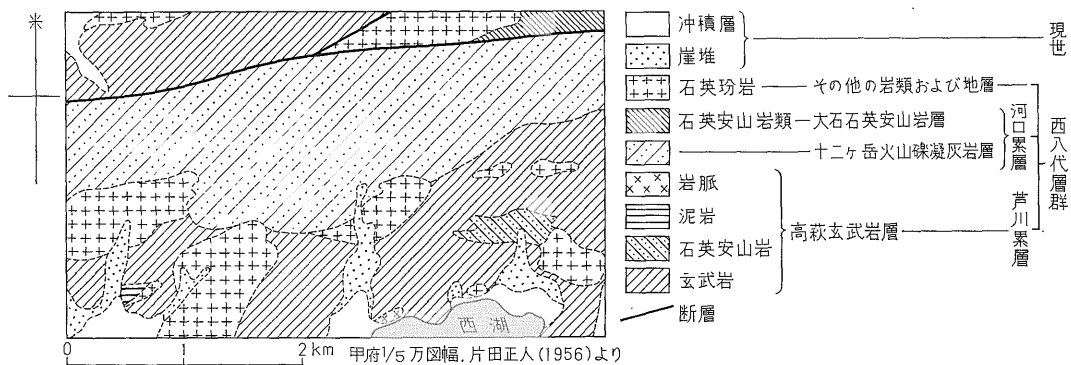 沖積層
崖堆
現世
石英玢岩
その他の岩類および地層
石英安山岩類
大石石英安山岩層
十二ヶ岳火山礫凝灰岩層
河口累層
西八代層群
岩脈
泥岩
石英安山岩
玄武岩
高萩玄武岩層
芦川累層
断層
西湖
0 1 2 km
甲府1/5万図幅,片田正人(1956)より